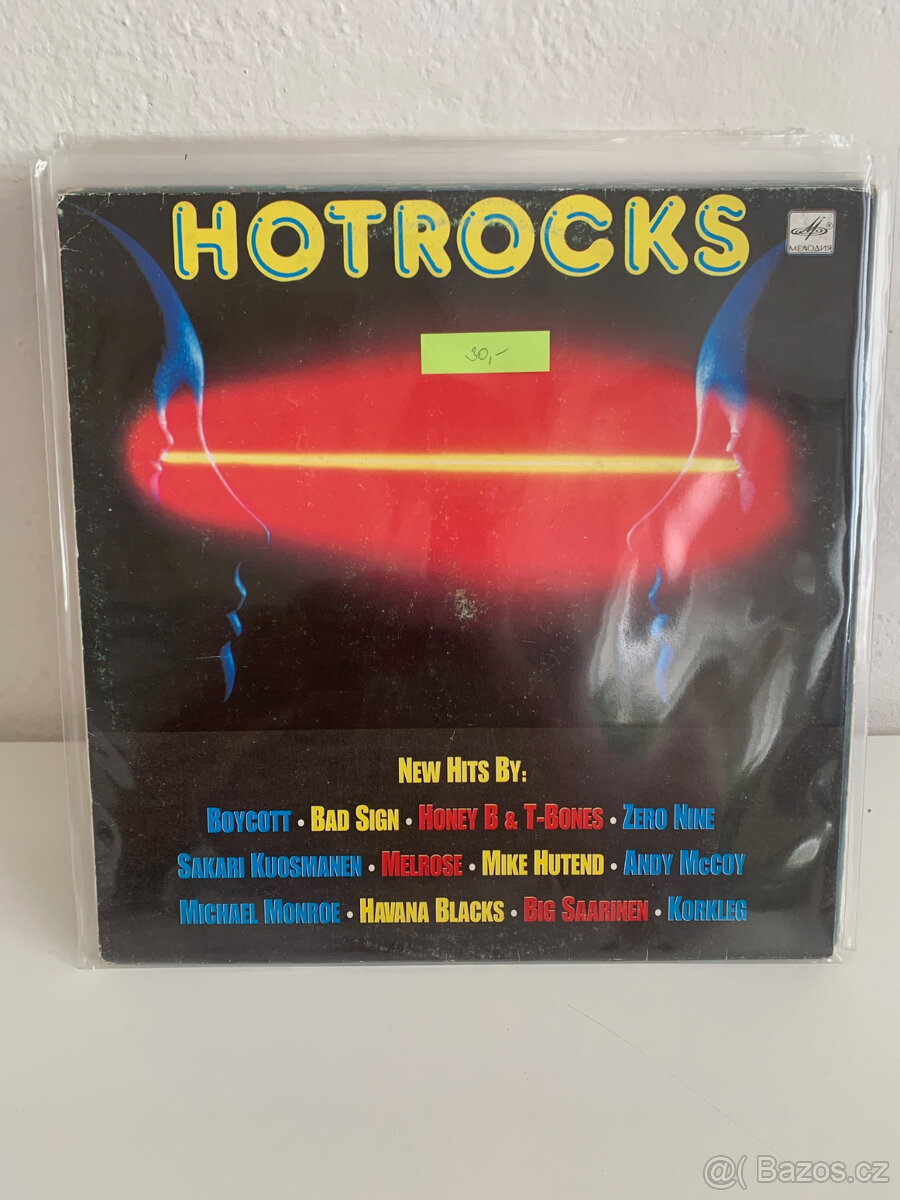 HOTROCKS
МЕЛОДИЯ
30,-
NEW HITS BY:
BOYCOTT • BAD SIGN • HONEY B & T-BONES • ZERO NINE
SAKARI KUOSMANEN • MELROSE • MIKE HUTEND • ANDY MCCOY
MICHAEL MONROE • HAVANA BLACKS • BIG SAARINEN • KORKLEG
@( Bazos.cz